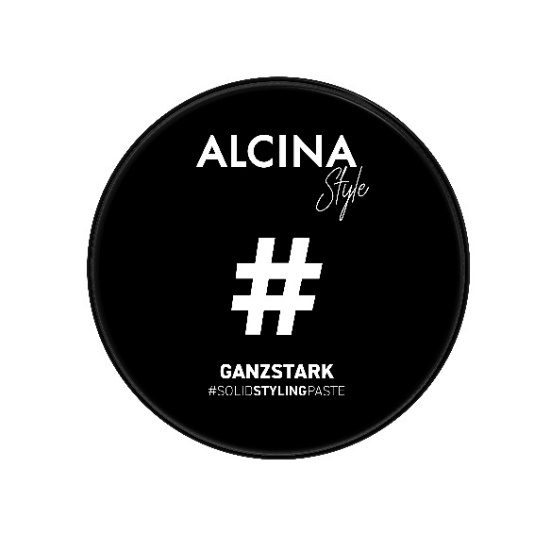 ALCINA
Style
#
GANZSTARK
#SOLIDSTYLINGPASTE